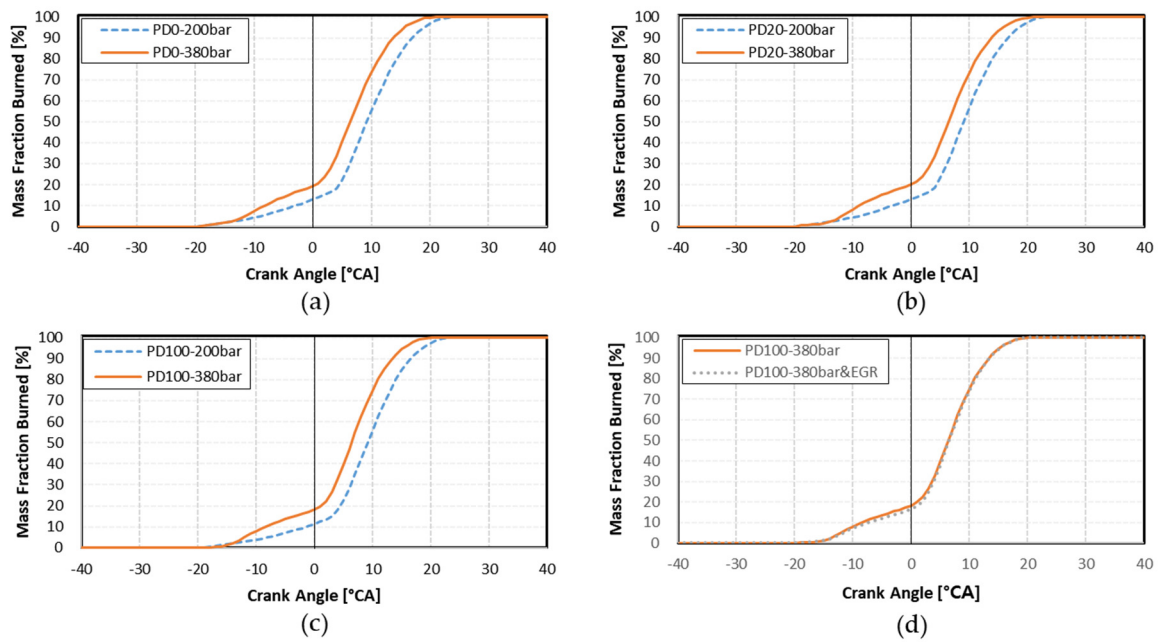 100
90
80
70
60
50
40
30
20
10
0
Mass Fraction Burned [%]
PD0-200bar
PD0-380bar
-40 -30 -20 -10 0 10 20 30 40
Crank Angle [°CA]
(a)
100
90
80
70
60
50
40
30
20
10
0
Mass Fraction Burned [%]
PD20-200bar
PD20-380bar
-40 -30 -20 -10 0 10 20 30 40
Crank Angle [°CA]
(b)
100
90
80
70
60
50
40
30
20
10
0
Mass Fraction Burned [%]
PD100-200bar
PD100-380bar
-40 -30 -20 -10 0 10 20 30 40
Crank Angle [°CA]
(c)
100
90
80
70
60
50
40
30
20
10
0
Mass Fraction Burned [%]
PD100-380bar
PD100-380bar&EGR
-40 -30 -20 -10 0 10 20 30 40
Crank Angle [°CA]
(d)